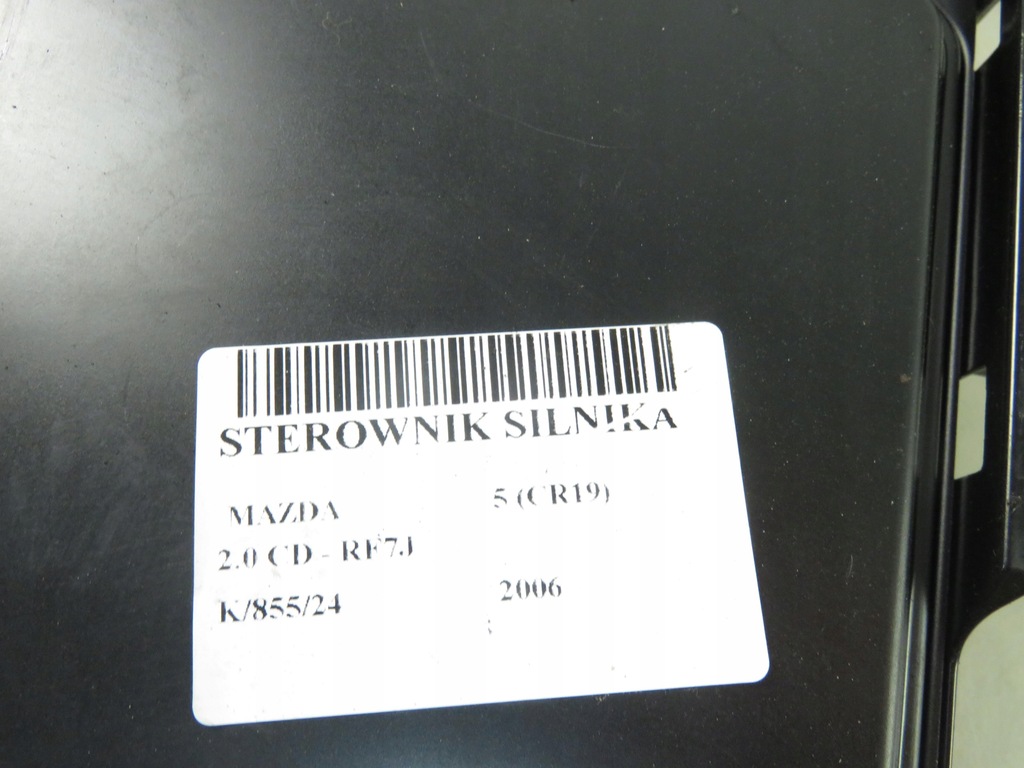 STEROWNIK SILNIKA
MAZDA 5 (CR19)
2.0 CD - RF7J
K/855/24 2006